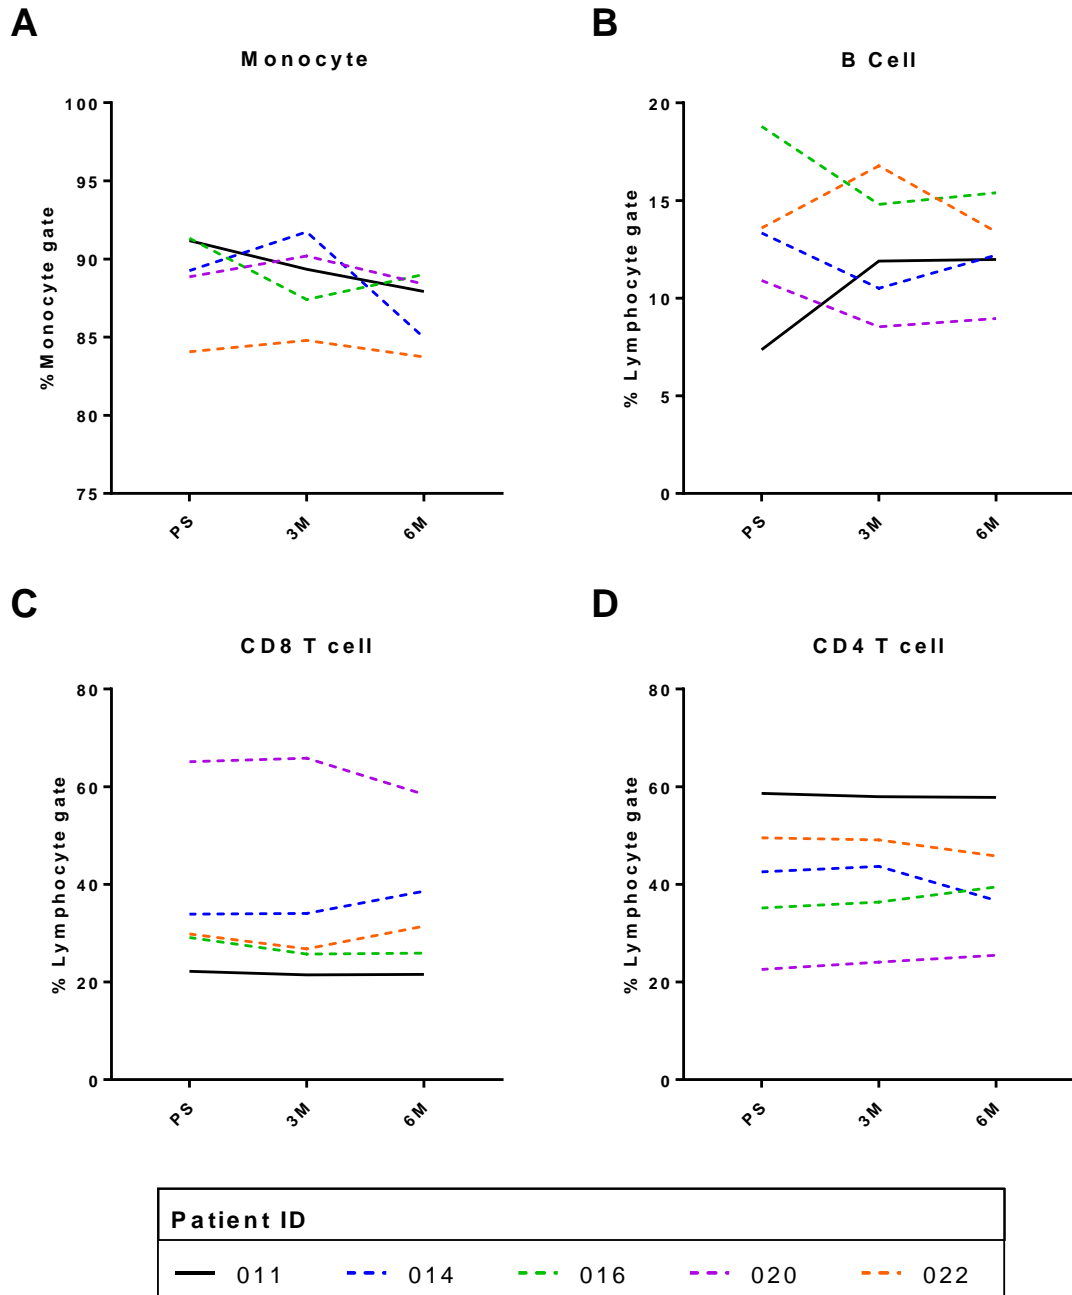 A
B
Monocyte
B Cell
100
95
90
85
80
75
%Monocyte gate
PS
3M
6M
20
15
10
5
0
% Lymphocyte gate
PS
3M
6M
C
D
CD8 T cell
CD4 T cell
80
60
40
20
0
% Lymphocyte gate
PS
3M
6M
80
60
40
20
0
% Lymphocyte gate
PS
3M
6M
Patient ID
011 014 016 020 022